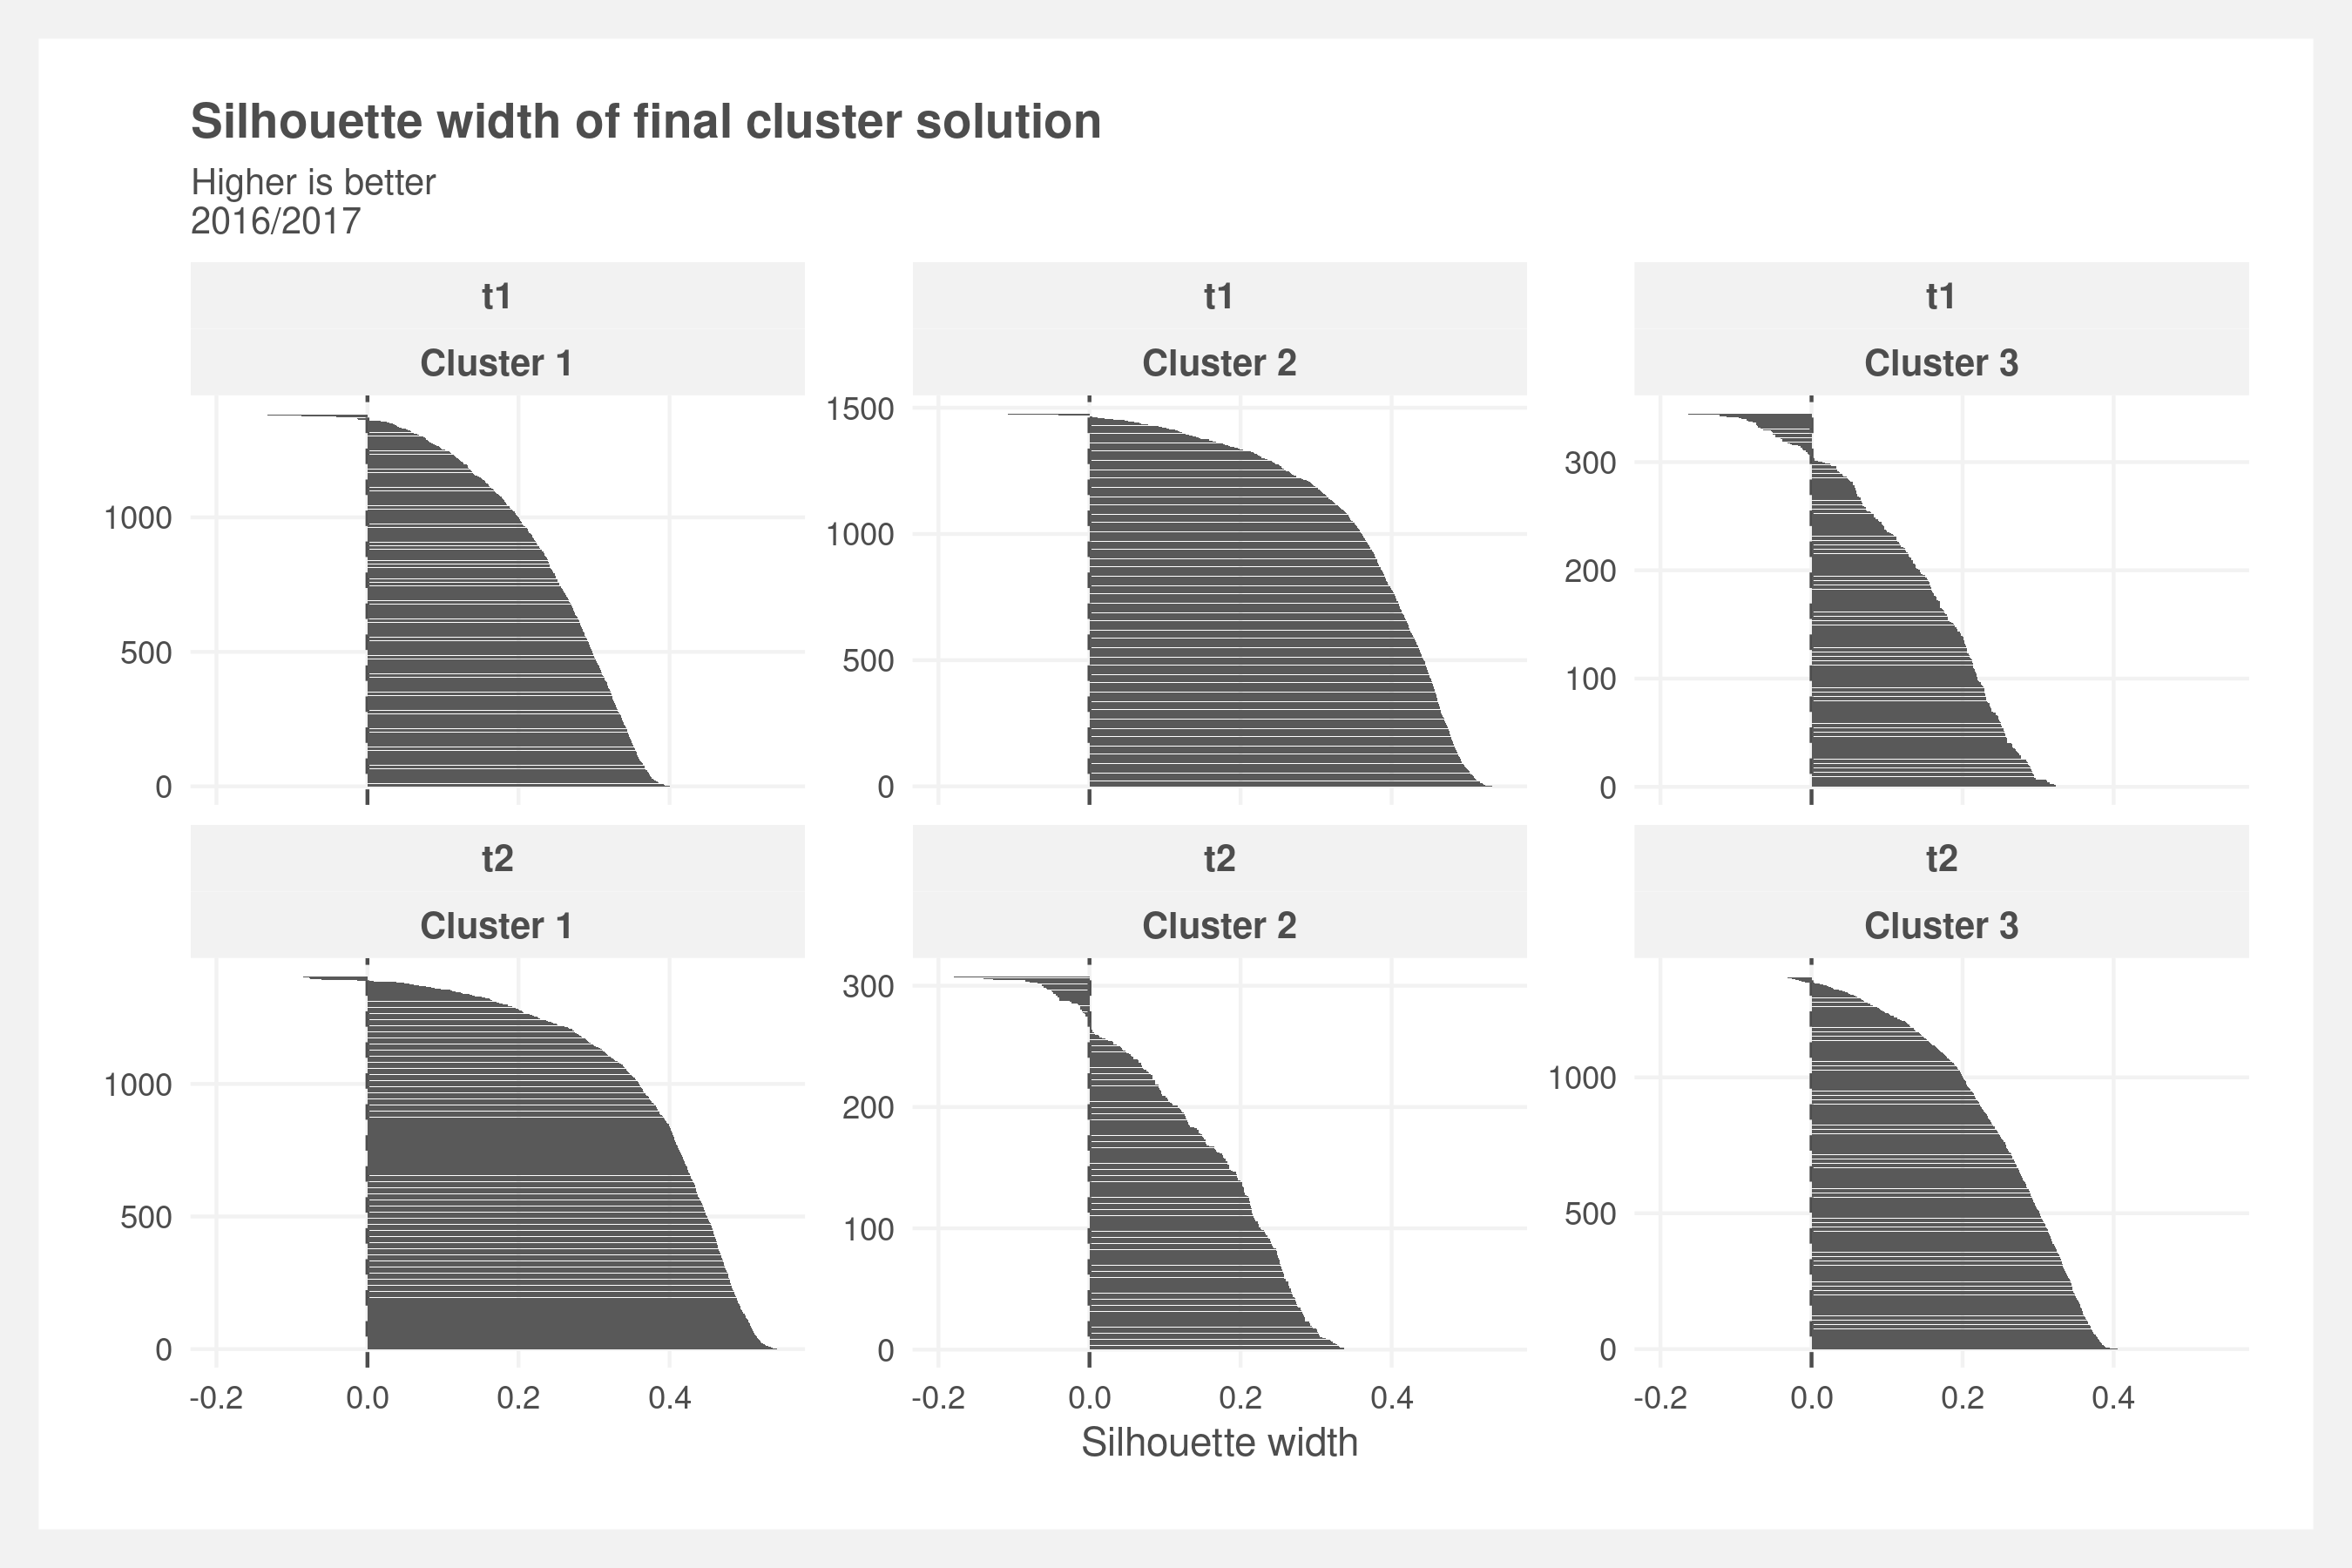 Silhouette width of final cluster solution
Higher is better
2016/2017
t1
Cluster 1
t1
Cluster 2
t1
Cluster 3
1000
500
0
1500
1000
500
0
300
200
100
0
t2
Cluster 1
t2
Cluster 2
t2
Cluster 3
1000
500
0
300
200
100
0
1000
500
0
-0.2 0.0 0.2 0.4
-0.2 0.0 0.2 0.4
-0.2 0.0 0.2 0.4
Silhouette width